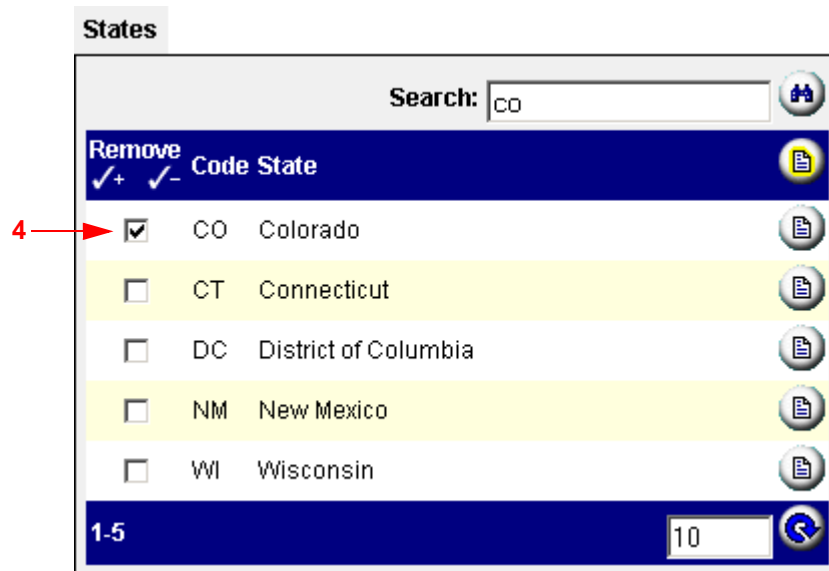 States
Search: co
Remove Code State
+ -
4 CO Colorado
CT Connecticut
DC District of Columbia
NM New Mexico
WI Wisconsin
1-5 10